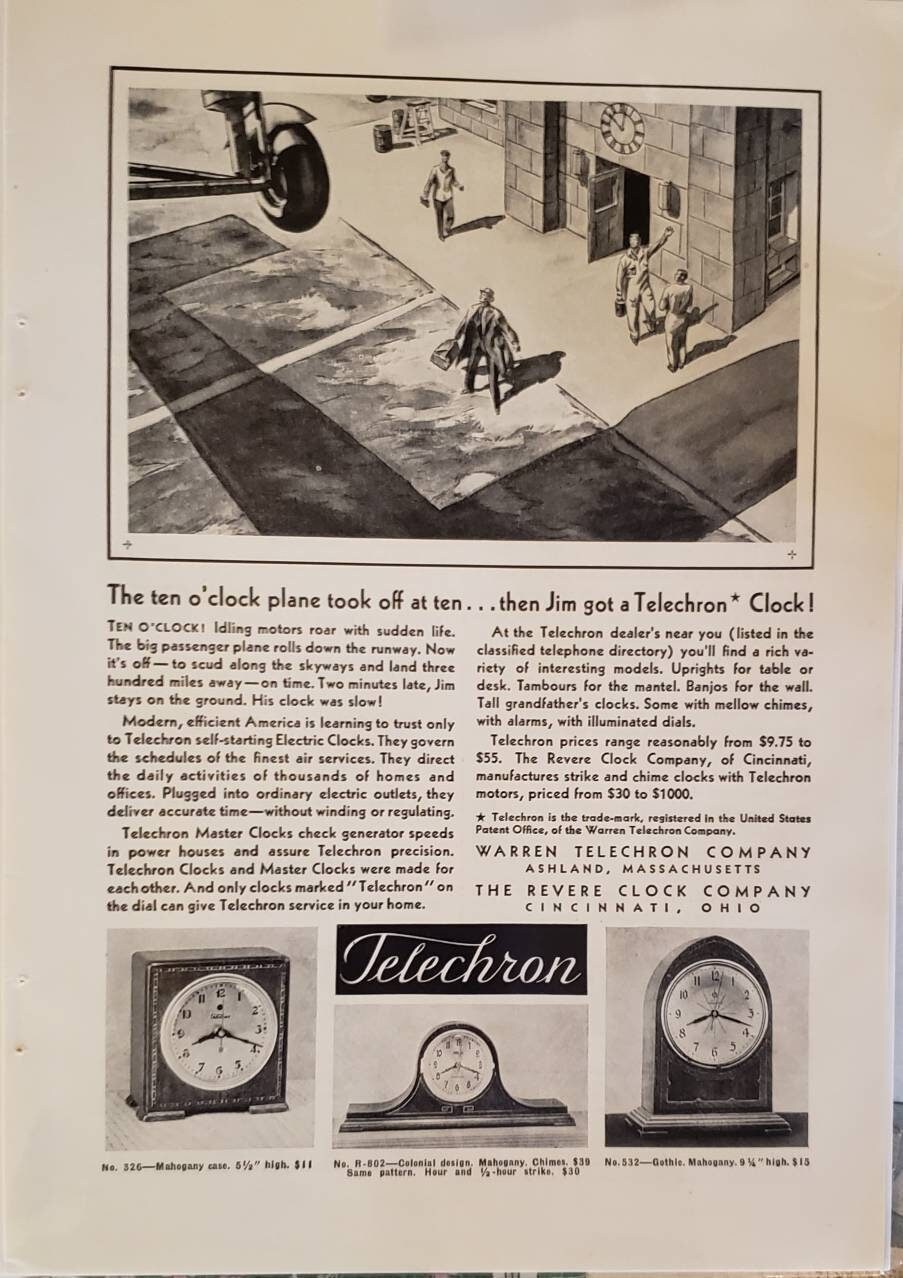 The ten o'clock plane took off at ten...then Jim got a Telechron* Clock!
TEN O'CLOCK! Idling motors roar with sudden life.
The big passenger plane rolls down the runway. Now
it's off—to scud along the skyways and land three
hundred miles away—on time. Two minutes late, Jim
stays on the ground. His clock was slow!
Modern, efficient America is learning to trust only
to Telechron self-starting Electric Clocks. They govern
the schedules of the finest air services. They direct
the daily activities of thousands of homes and
offices. Plugged into ordinary electric outlets, they
deliver accurate time—without winding or regulating.
Telechron Master Clocks check generator speeds
in power houses and assure Telechron precision.
Telechron Clocks and Master Clocks were made for
each other. And only clocks marked "Telechron" on
the dial can give Telechron service in your home.
At the Telechron dealer's near you (listed in the
classified telephone directory) you'll find a rich va-
riety of interesting models. Uprights for table or
desk. Tambours for the mantel. Banjos for the wall.
Tall grandfather's clocks. Some with mellow chimes,
with alarms, with illuminated dials.
Telechron prices range reasonably from $9.75 to
$55. The Revere Clock Company, of Cincinnati,
manufactures strike and chime clocks with Telechron
motors, priced from $30 to $1000.
★ Telechron is the trade-mark, registered in the United States
Patent Office, of the Warren Telechron Company.
WARREN TELECHRON COMPANY
ASHLAND, MASSACHUSETTS
THE REVERE CLOCK COMPANY
CINCINNATI, OHIO
Telechron
No. 326—Mahogany case. 5½" high. $11
No. R-802—Colonial design. Mahogany. Chimes. $39
Same pattern. Hour and ½-hour strike. $30
No. 532—Gothic. Mahogany. 9¼" high. $15